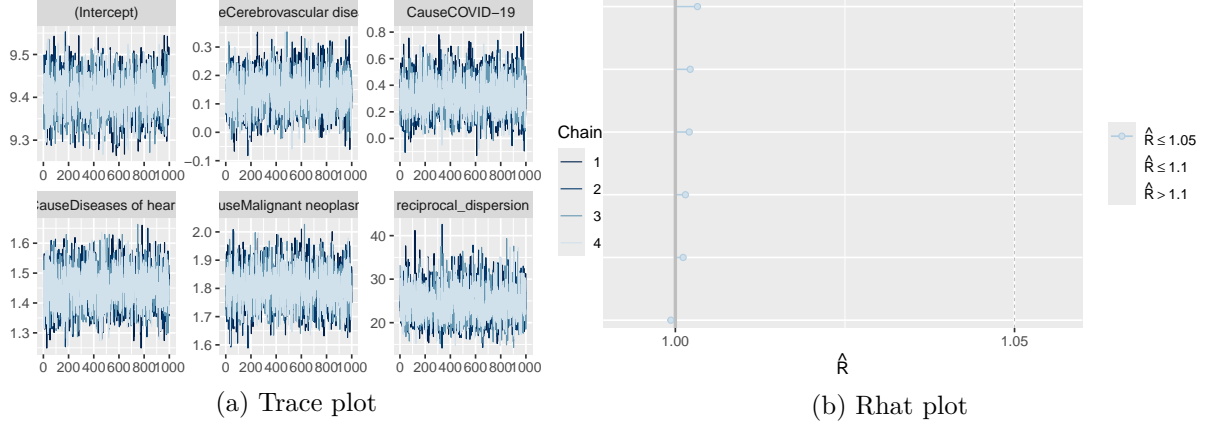 (Intercept)
eCerebrovascular dise
CauseCOVID−19
9.5
9.4
9.3
0.3
0.2
0.1
0.0
−0.1
0.8
0.6
0.4
0.2
0.0
0 200 400 600 800 1000
0 200 400 600 800 1000
0 200 400 600 800 1000
CauseDiseases of hear
useMalignant neoplasm
reciprocal_dispersion
1.6
1.5
1.4
1.3
2.0
1.9
1.8
1.7
1.6
40
30
20
0 200 400 600 800 1000
0 200 400 600 800 1000
0 200 400 600 800 1000
Chain
1
2
3
4
(a) Trace plot
1.00
1.05
R̂
R̂ ≤ 1.05
R̂ ≤ 1.1
R̂ > 1.1
(b) Rhat plot